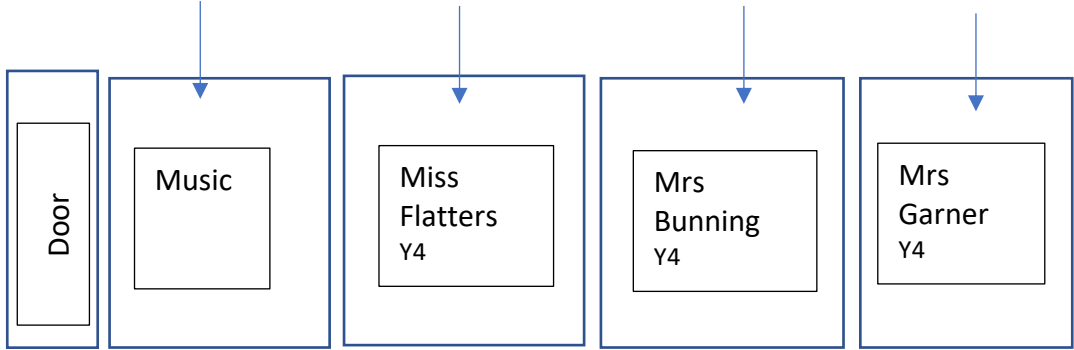 Door
Music
Miss
Flatters
Y4
Mrs
Bunning
Y4
Mrs
Garner
Y4